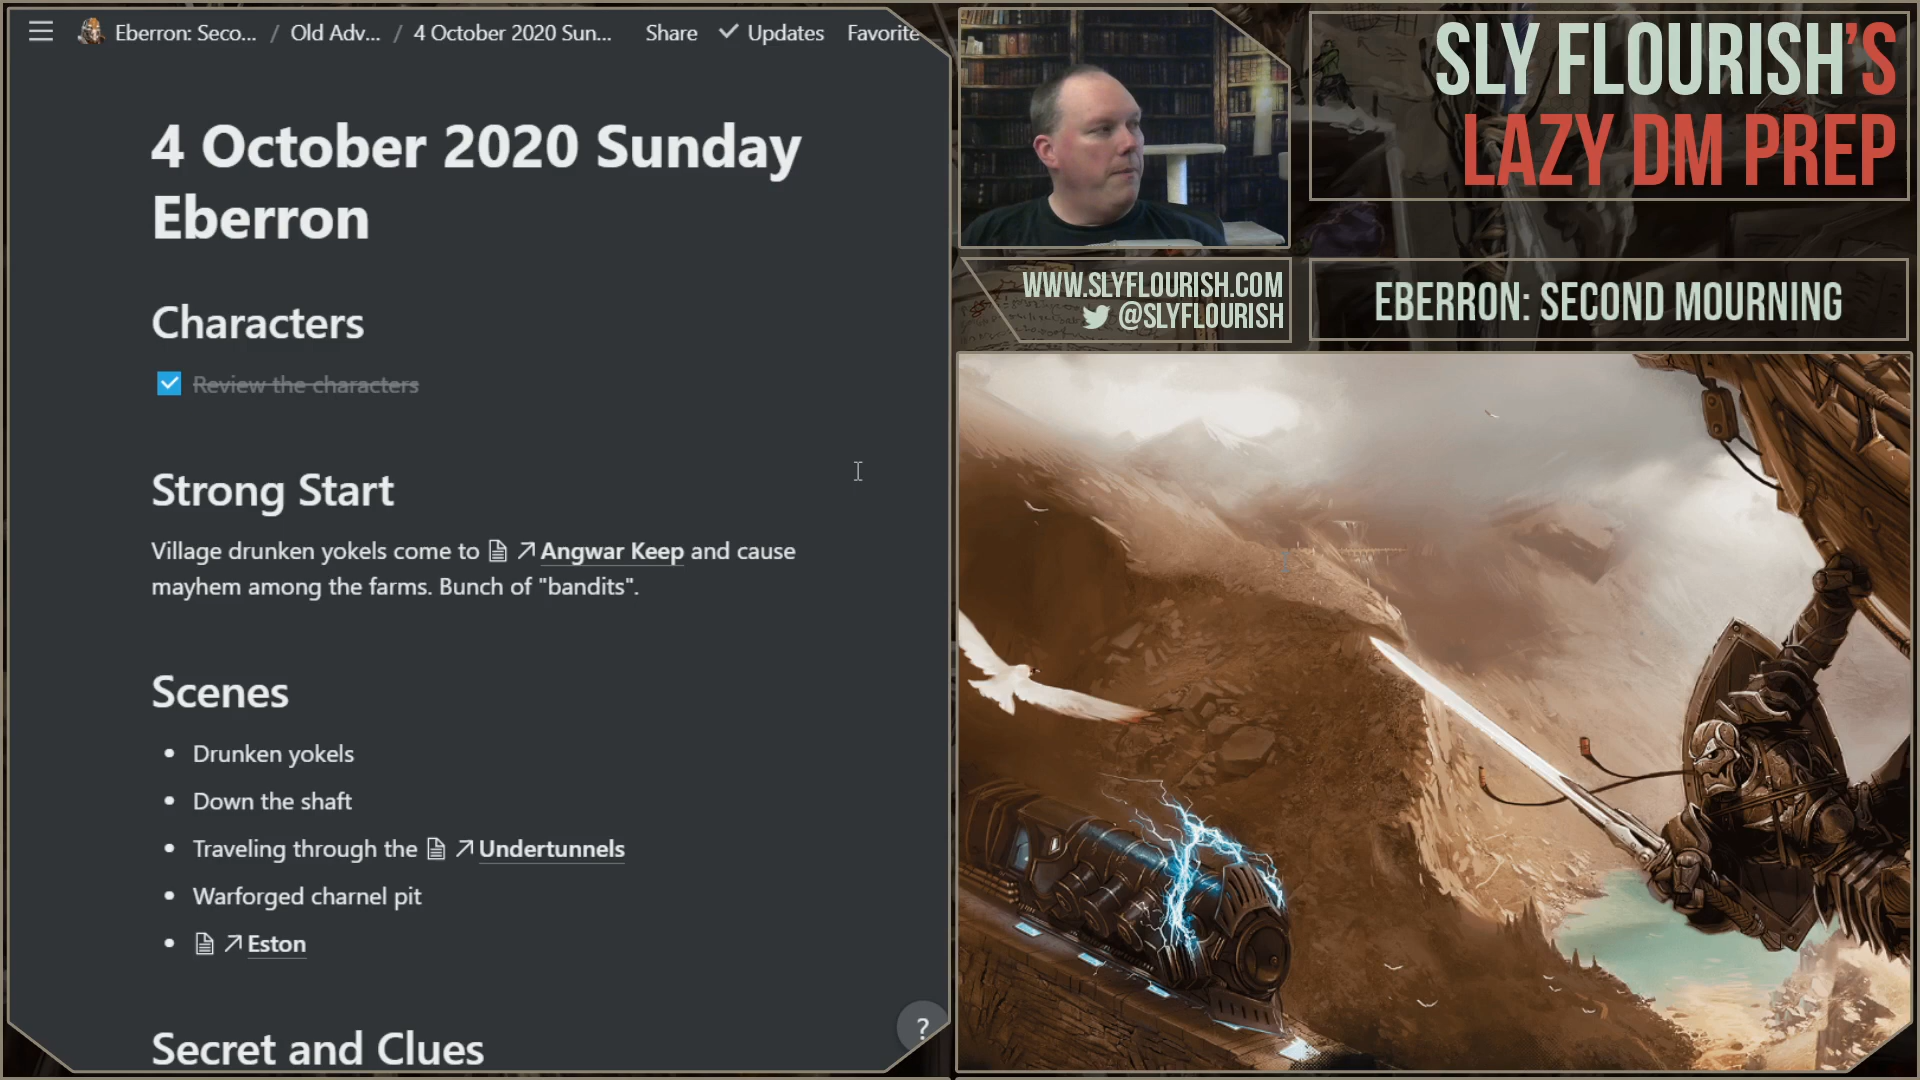 Eberron: Seco... / Old Adv... / 4 October 2020 Sun... Share Updates Favorite
4 October 2020 Sunday
Eberron
Characters
Review the characters
Strong Start
Village drunken yokels come to Angwar Keep and cause
mayhem among the farms. Bunch of "bandits".
Scenes
• Drunken yokels
• Down the shaft
• Traveling through the Undertunnels
• Warforged charnel pit
• Eston
Secret and Clues
?
WWW.SLYFLOURISH.COM
@SLYFLOURISH
SLY FLOURISH'S
LAZY DM PREP
EBERRON: SECOND MOURNING